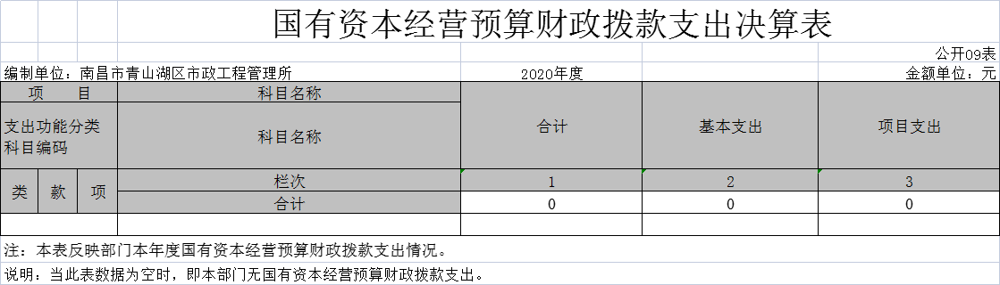 国有资本经营预算财政拨款支出决算表
公开09表
编制单位：南昌市青山湖区市政工程管理所 2020年度 金额单位：元
项 目 科目名称
支出功能分类科目编码 科目名称 合计 基本支出 项目支出
类 款 项 栏次 1 2 3
合计 0 0 0
注：本表反映部门本年度国有资本经营预算财政拨款支出情况。
说明：当此表数据为空时，即本部门无国有资本经营预算财政拨款支出。